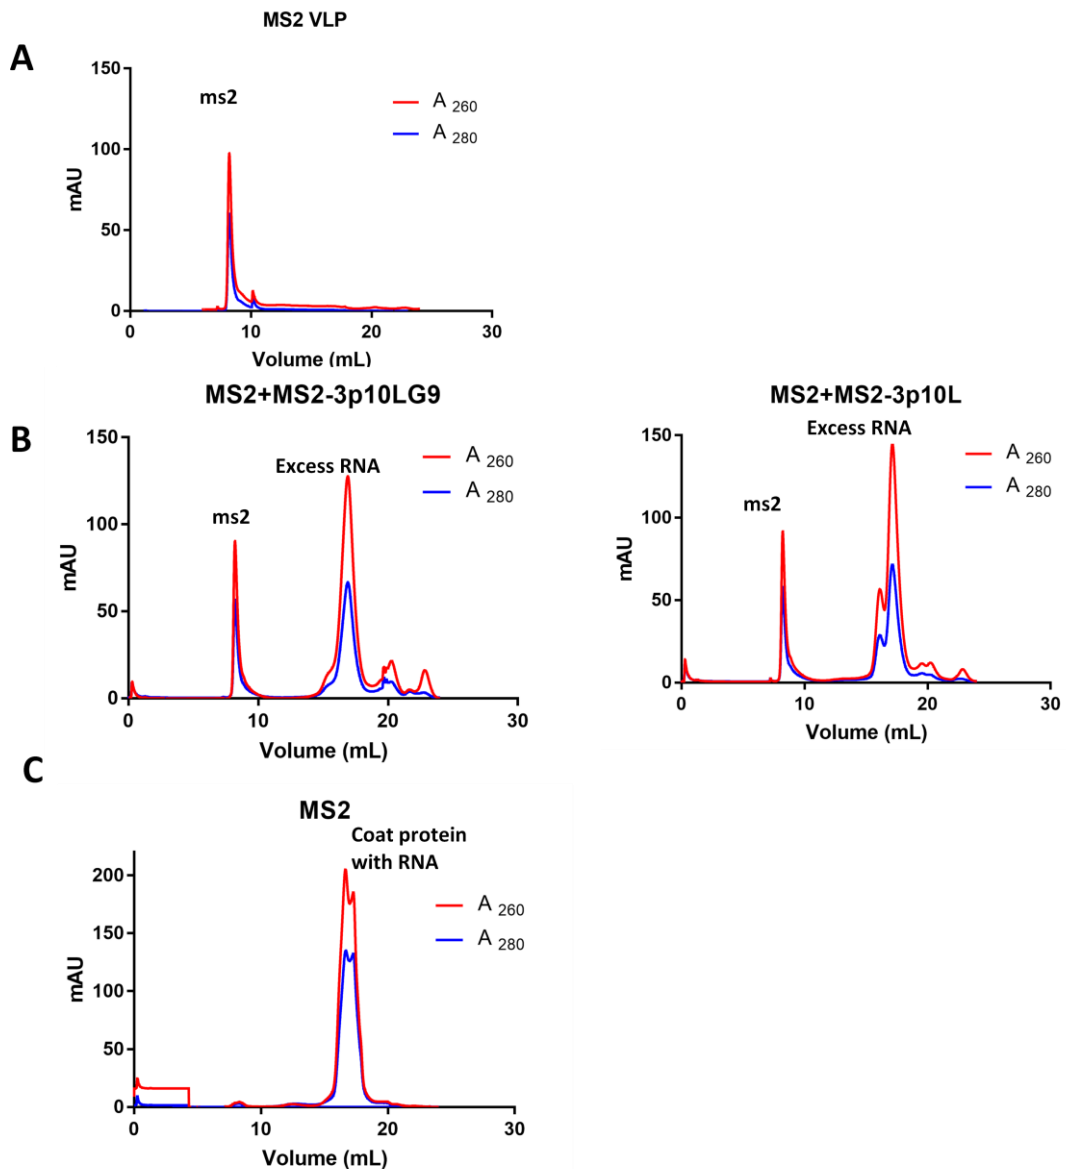 MS2 VLP
A
150
100
50
0
mAU
ms2
A 260
A 280
0 10 20 30
Volume (mL)
MS2+MS2-3p10LG9
B
150
100
50
0
mAU
ms2
Excess RNA
A 260
A 280
0 10 20 30
Volume (mL)
MS2+MS2-3p10L
Excess RNA
150
100
50
0
mAU
ms2
A 260
A 280
0 10 20 30
Volume (mL)
C
MS2
Coat protein
with RNA
200
150
100
50
0
mAU
A 260
A 280
0 10 20 30
Volume (mL)